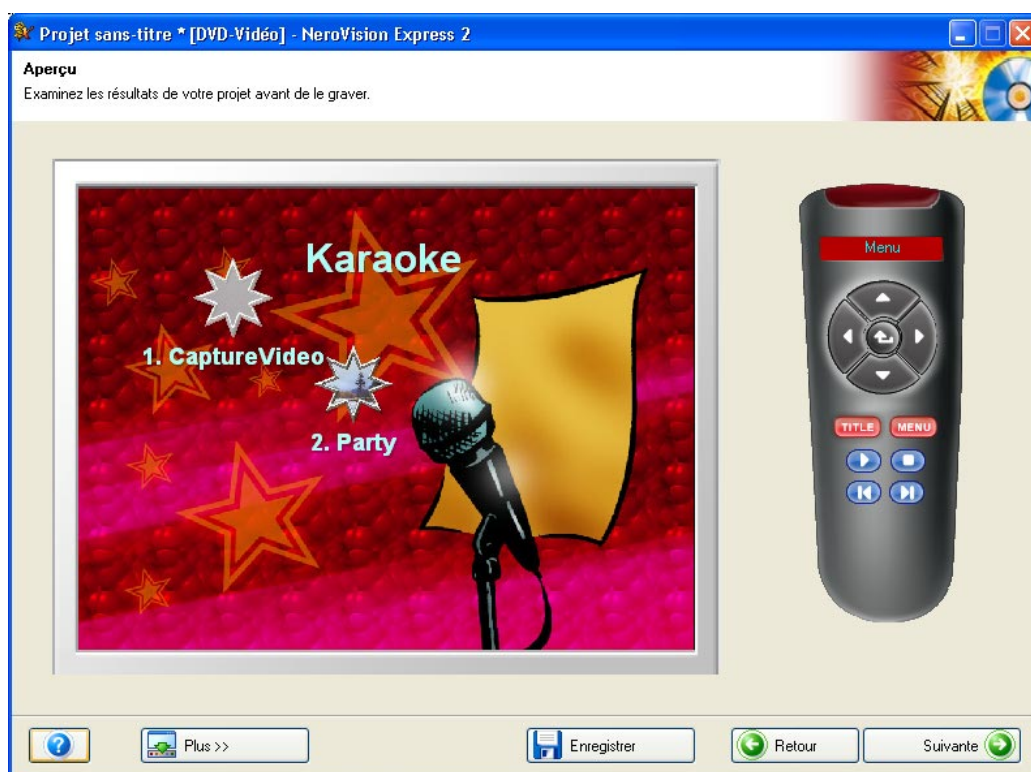 Projet sans-titre * [DVD-Vidéo] - NeroVision Express 2
Aperçu
Examinez les résultats de votre projet avant de le graver.
Karaoke
1. CaptureVideo
2. Party
Menu
TITLE MENU
Plus >>
Enregistrer
Retour
Suivante